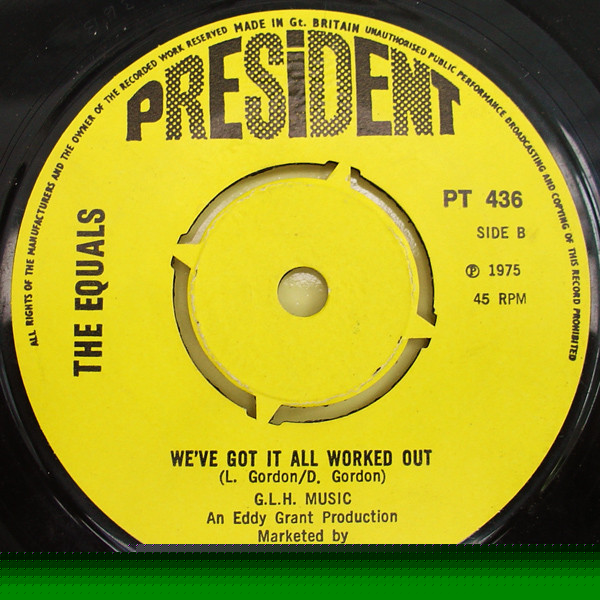 ALL RIGHTS OF THE MANUFACTURERS AND THE OWNER OF THE RECORDED WORK RESERVED MADE IN Gt. BRITAIN UNAUTHORISED PUBLIC PERFORMANCE BROADCASTING AND COPYING OF THIS RECORD PROHIBITED
PRESiDENT
THE EQUALS
PT 436
SIDE B
℗ 1975
45 RPM
WE'VE GOT IT ALL WORKED OUT
(L. Gordon/D. Gordon)
G.L.H. MUSIC
An Eddy Grant Production
Marketed by